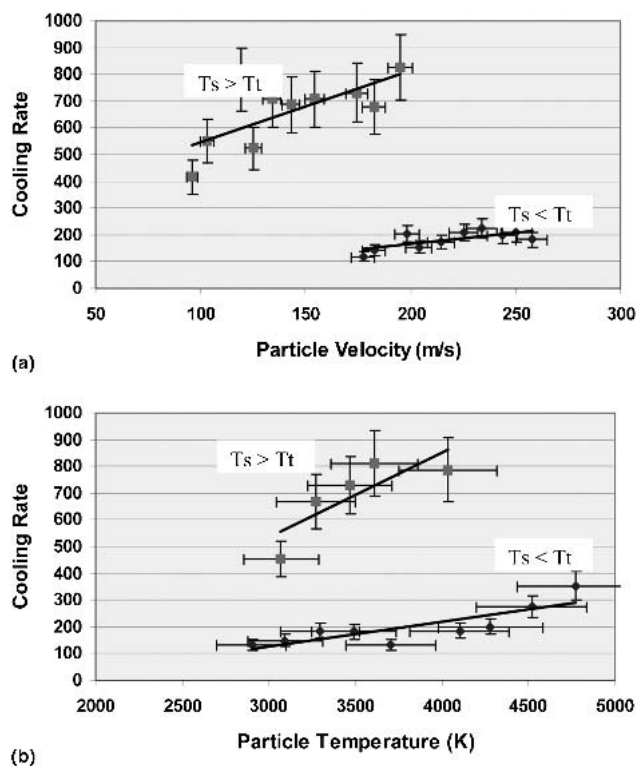 1000
900
800
700
600
500
400
300
200
100
0
Cooling Rate
Ts > Tt
Ts < Tt
50 100 150 200 250 300
Particle Velocity (m/s)
(a)
1000
900
800
700
600
500
400
300
200
100
0
Cooling Rate
Ts > Tt
Ts < Tt
2000 2500 3000 3500 4000 4500 5000
Particle Temperature (K)
(b)